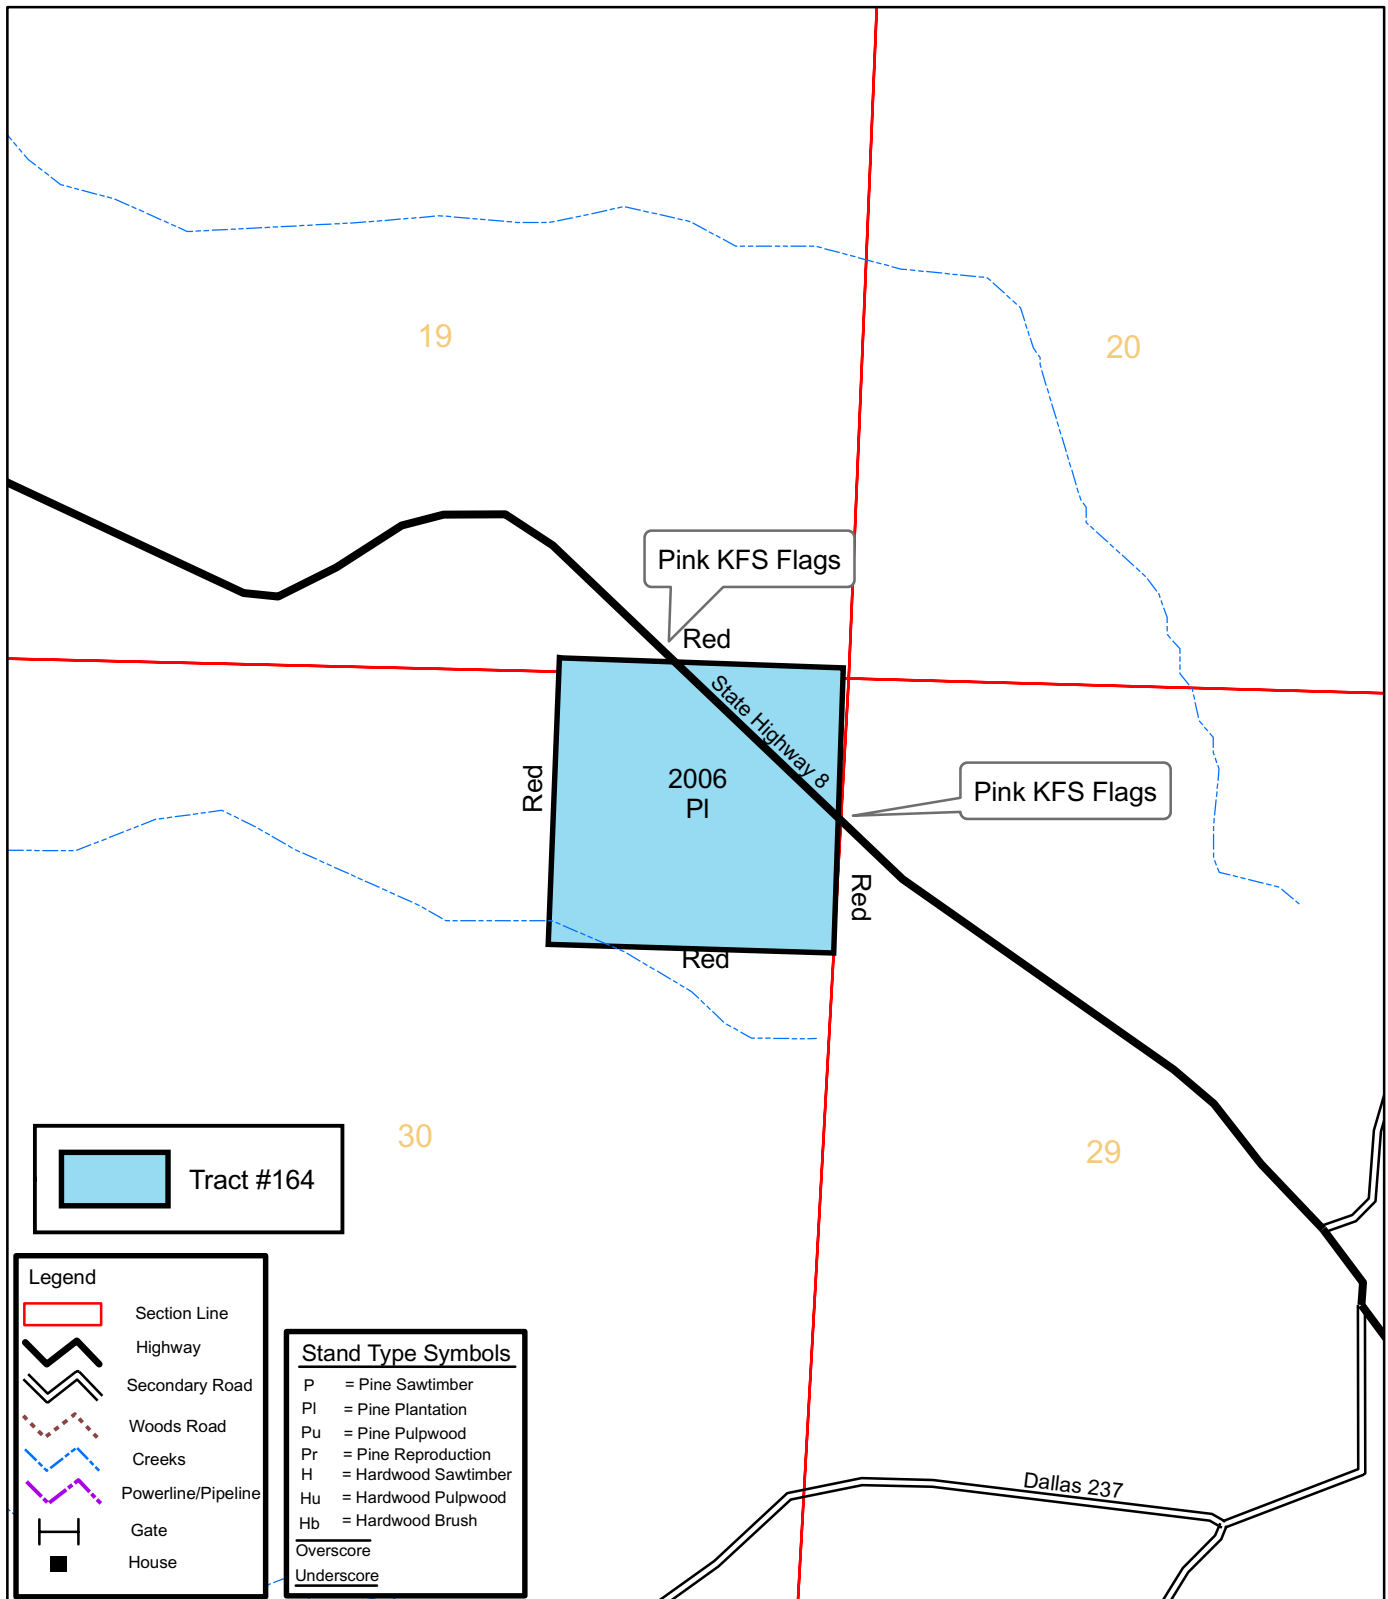 19
20
Pink KFS Flags
Red
State Highway 8
2006
Pl
Red
Pink KFS Flags
Red
Red
30
29
Tract #164
Legend
Section Line
Highway
Secondary Road
Woods Road
Creeks
Powerline/Pipeline
Gate
House
Stand Type Symbols
P = Pine Sawtimber
Pl = Pine Plantation
Pu = Pine Pulpwood
Pr = Pine Reproduction
H = Hardwood Sawtimber
Hu = Hardwood Pulpwood
Hb = Hardwood Brush
Overscore
Underscore
Dallas 237